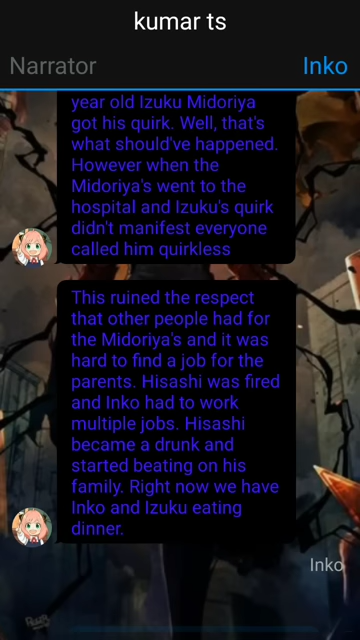 kumar ts
Narrator
Inko
year old Izuku Midoriya
got his quirk. Well, that's
what should've happened.
However when the
Midoriya's went to the
hospital and Izuku's quirk
didn't manifest everyone
called him quirkless
This ruined the respect
that other people had for
the Midoriya's and it was
hard to find a job for the
parents. Hisashi was fired
and Inko had to work
multiple jobs. Hisashi
became a drunk and
started beating on his
family. Right now we have
Inko and Izuku eating
dinner.
Inko